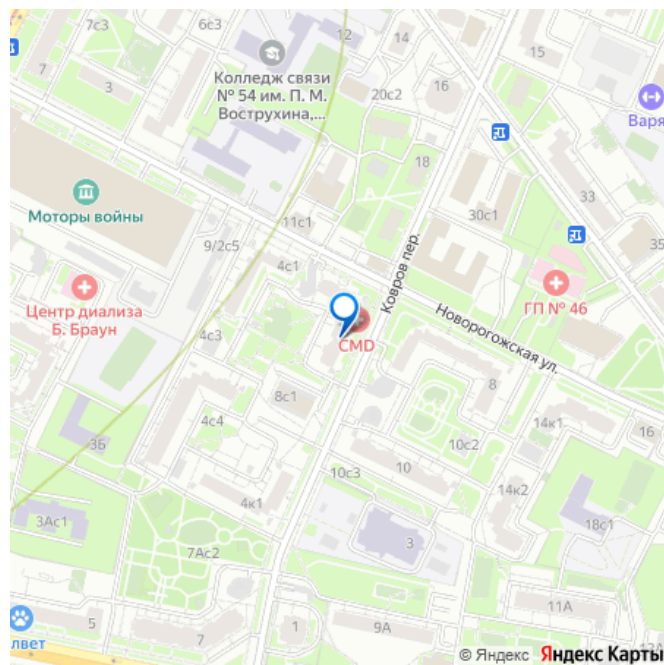 7с3
6с3
12
14
15
7
3
Колледж связи
№ 54 им. П. М.
Вострухина,...
20с2
16
Варя
18
33
Моторы войны
11с1
30с1
9/2с5
35
4с1
Ковров пер.
Центр диализа
Б. Браун
ГП № 46
Новорогожская ул.
4с3
CMD
8
8с1
4с4
14к1
16
3Б
10с2
10
10с3
14к2
4к1
3Ас1
18с1
3
7Ас2
11А
5
7
1
9А
лвет
© Яндекс Яндекс Карты